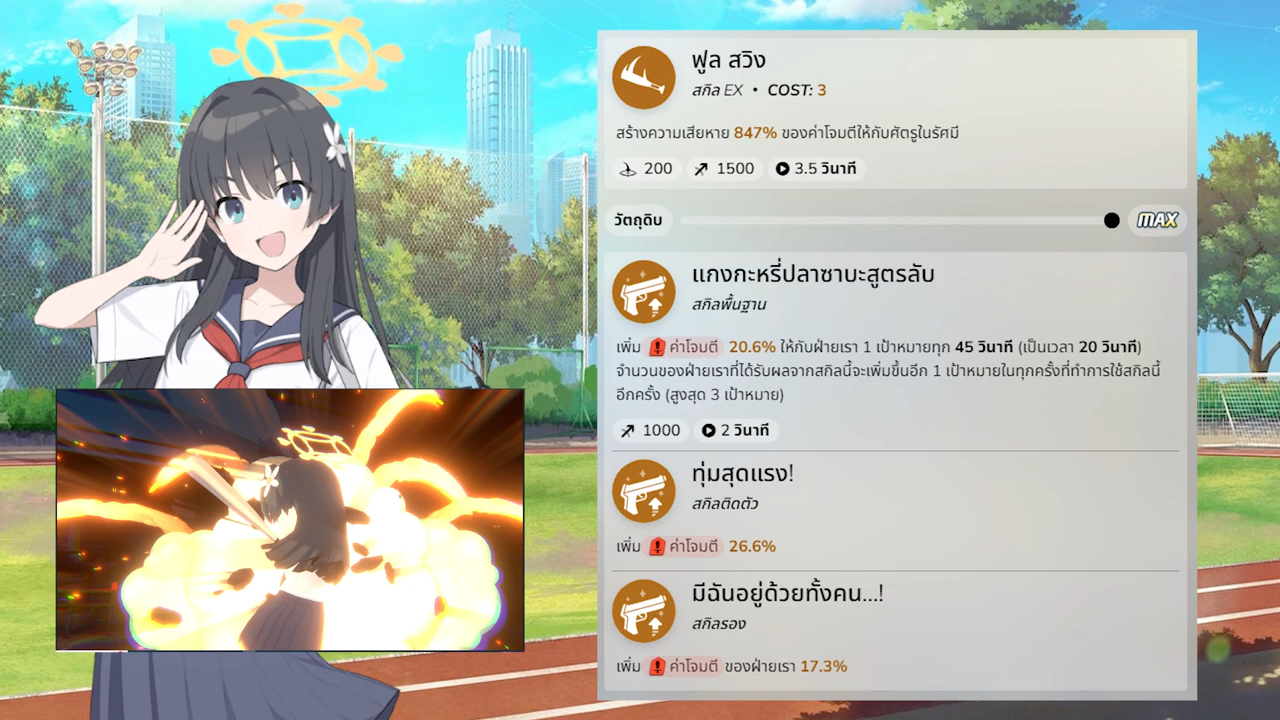 ฟูล สวิง
สกิล EX • COST: 3
สร้างความเสียหาย 847% ของค่าโจมตีให้กับศัตรูในรัศมี
200 1500 3.5 วินาที
วัตถุดิบ MAX
แกงกะหรี่ปลาซาบะสูตรลับ
สกิลพื้นฐาน
เพิ่ม ค่าโจมตี 20.6% ให้กับฝ่ายเรา 1 เป้าหมายทุก 45 วินาที (เป็นเวลา 20 วินาที)
จำนวนของฝ่ายเราที่ได้รับผลจากสกิลนี้จะเพิ่มขึ้นอีก 1 เป้าหมายในทุกครั้งที่ทำการใช้สกิลนี้
อีกครั้ง (สูงสุด 3 เป้าหมาย)
1000 2 วินาที
ทุ่มสุดแรง!
สกิลติดตัว
เพิ่ม ค่าโจมตี 26.6%
มีฉันอยู่ด้วยทั้งคน...!
สกิลรอง
เพิ่ม ค่าโจมตี ของฝ่ายเรา 17.3%